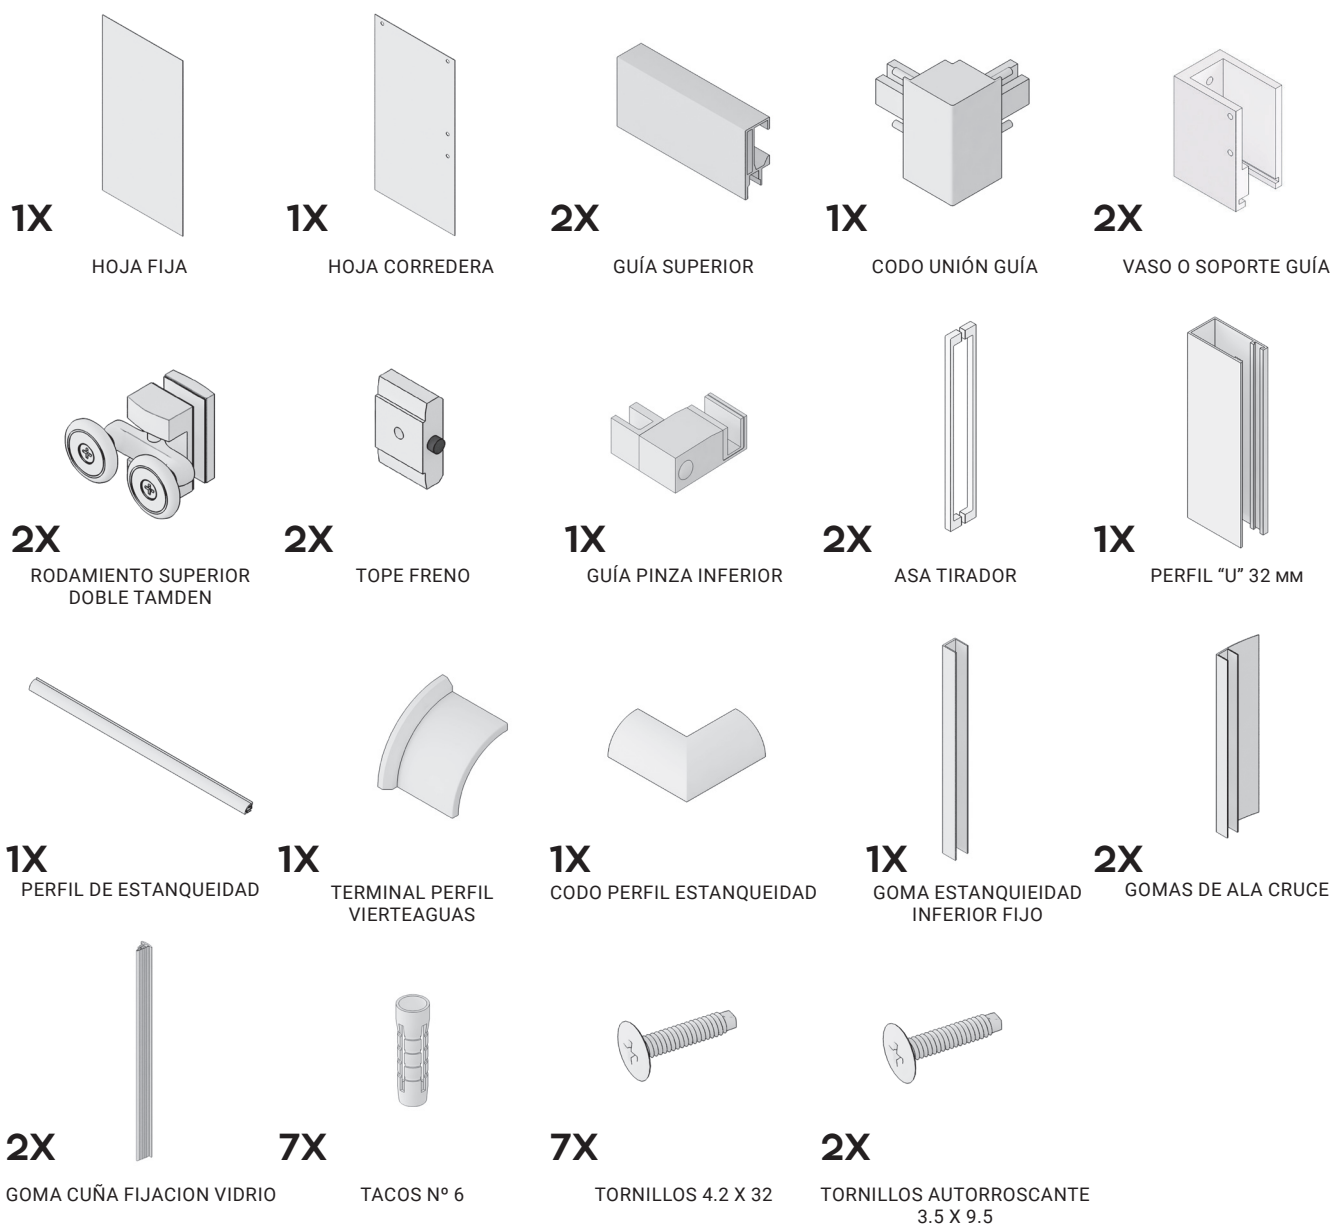 1X
HOJA FIJA
1X
HOJA CORREDERA
2X
GUÍA SUPERIOR
1X
CODO UNIÓN GUÍA
2X
VASO O SOPORTE GUÍA
2X
RODAMIENTO SUPERIOR
DOBLE TAMDEN
2X
TOPE FRENO
1X
GUÍA PINZA INFERIOR
2X
ASA TIRADOR
1X
PERFIL “U” 32 MM
1X
PERFIL DE ESTANQUEIDAD
1X
TERMINAL PERFIL
VIERTEAGUAS
1X
CODO PERFIL ESTANQUEIDAD
1X
GOMA ESTANQUIEIDAD
INFERIOR FIJO
2X
GOMAS DE ALA CRUCE
2X
GOMA CUÑA FIJACION VIDRIO
7X
TACOS Nº 6
7X
TORNILLOS 4.2 X 32
2X
TORNILLOS AUTORROSCANTE
3.5 X 9.5